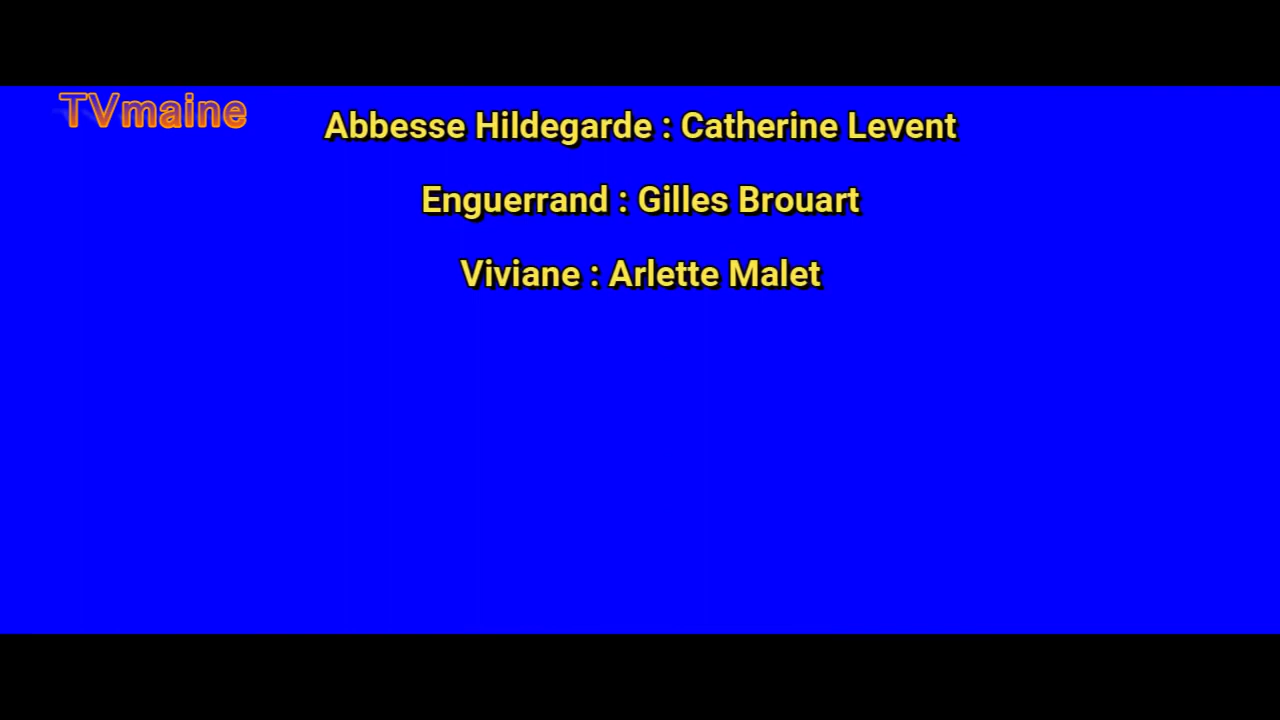 TVmaine
Abbesse Hildegarde : Catherine Levent
Enguerrand : Gilles Brouart
Viviane : Arlette Malet